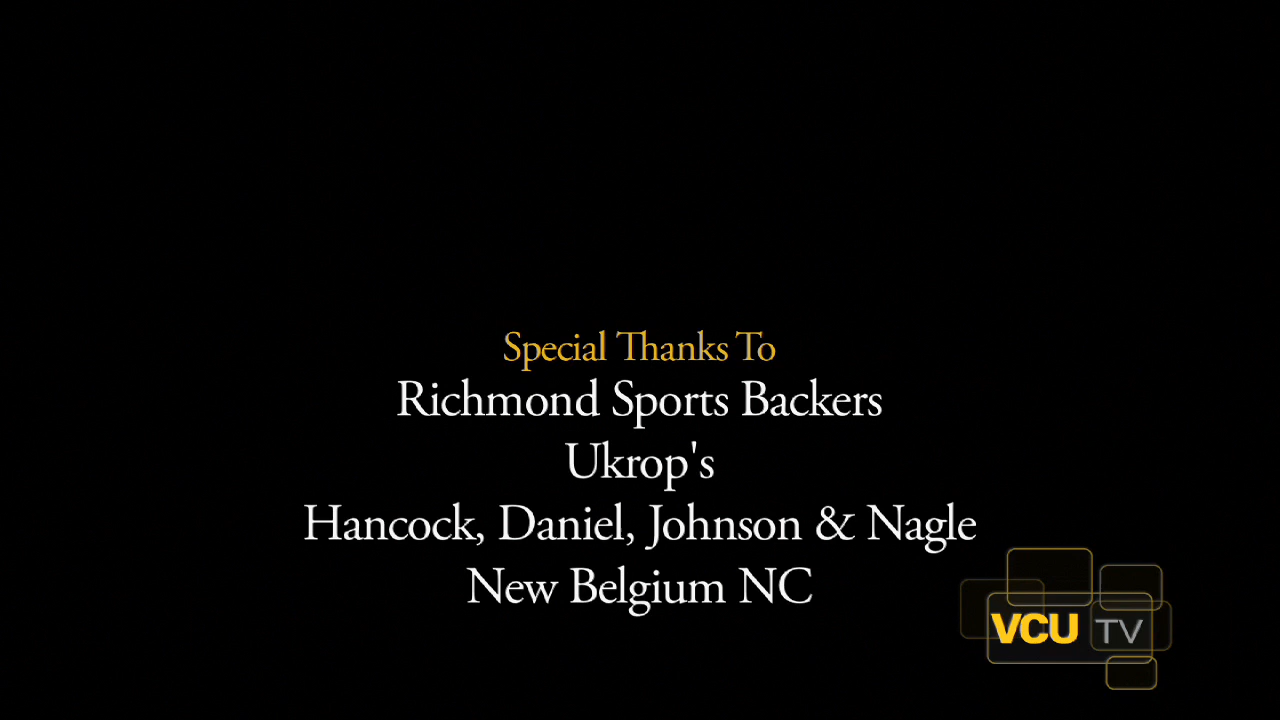 Special Thanks To
Richmond Sports Backers
Ukrop's
Hancock, Daniel, Johnson & Nagle
New Belgium NC
VCU TV